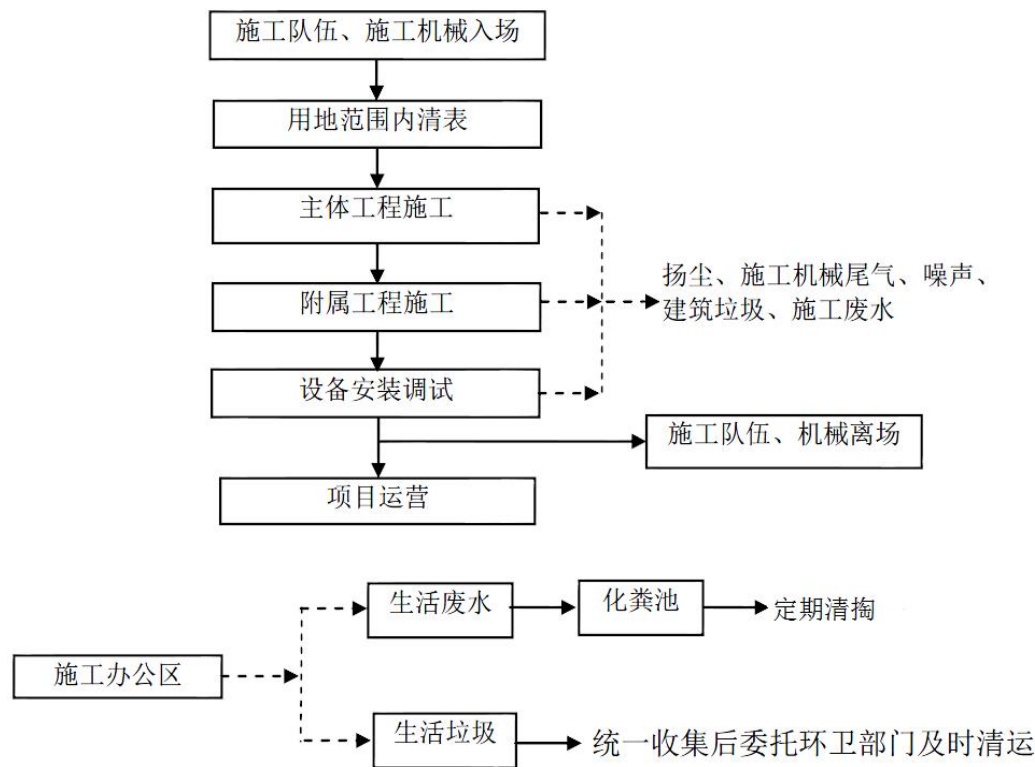 施工队伍、施工机械入场
用地范围内清表
主体工程施工
扬尘、施工机械尾气、噪声、
建筑垃圾、施工废水
附属工程施工
设备安装调试
施工队伍、机械离场
项目运营
生活废水
化粪池
定期清掏
施工办公区
生活垃圾
统一收集后委托环卫部门及时清运